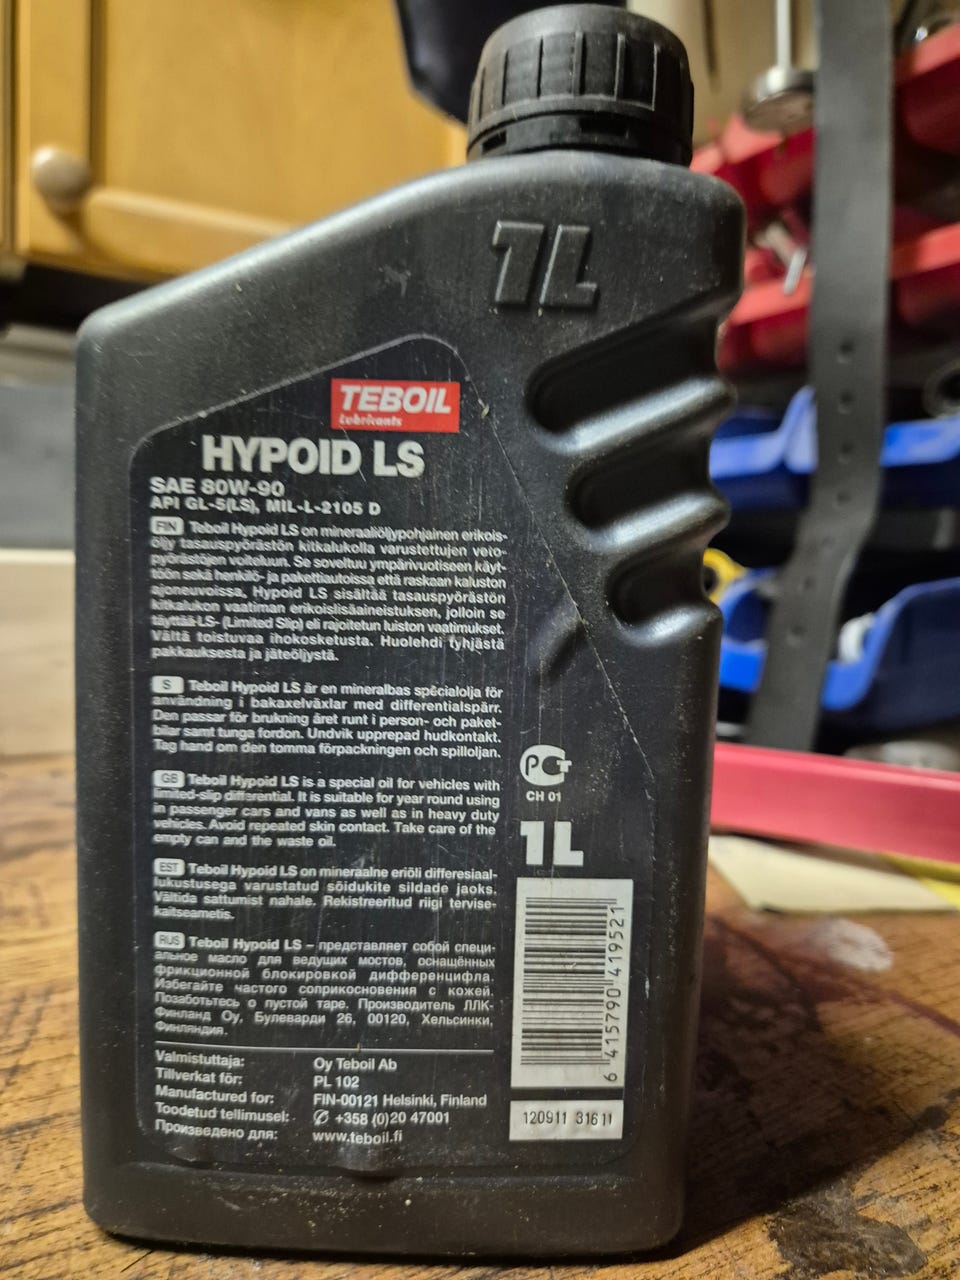 1L
TEBOIL
Lubricants
HYPOID LS
SAE 80W-90
API GL-5(LS), MIL-L-2105 D
FIN Teboil Hypoid LS on mineraaliöljypohjainen erikois-
öljy tasauspyörästön kitkalukolla varustettujen veto-
pyörästöjen voiteluun. Se soveltuu ympärivuotiseen käyt-
töön sekä henkilö- ja pakettiautoissa että raskaan kaluston
ajoneuvoissa. Hypoid LS sisältää tasauspyörästön
kitkalukon vaatiman erikoislisäaineistuksen, jolloin se
täyttää LS- (Limited Slip) eli rajoitetun luiston vaatimukset.
Vältä toistuvaa ihokosketusta. Huolehdi tyhjästä
pakkauksesta ja jäteöljystä.
S Teboil Hypoid LS är en mineralbas specialolja för
användning i bakaxelväxlar med differentialspärr.
Den passar för brukning året runt i person- och paket-
bilar samt tunga fordon. Undvik upprepad hudkontakt.
Tag hand om den tomma förpackningen och spilloljan.
GB Teboil Hypoid LS is a special oil for vehicles with
limited-slip differential. It is suitable for year round using
in passenger cars and vans as well as in heavy duty
vehicles. Avoid repeated skin contact. Take care of the
empty can and the waste oil.
EST Teboil Hypoid LS on mineraalne eriõli differesiaal-
lukustusega varustatud sõidukite sildade jaoks.
Vältida sattumist nahale. Rekistreeritud riigi tervise-
kaitseametis.
RUS Teboil Hypoid LS – представляет собой специ-
альное масло для ведущих мостов, оснащённых
фрикционной блокировкой дифференцифла.
Избегайте частого соприкосновения с кожей.
Позаботьтесь о пустой таре. Производитель ЛЛК-
Финланд Оу, Булеварди 26, 00120, Хельсинки,
Финляндия.
РСТ
CH 01
1L
6 415790 419521
120911 31611
Valmistuttaja: Oy Teboil Ab
Tillverkat för: PL 102
Manufactured for: FIN-00121 Helsinki, Finland
Toodetud tellimusel: ✆ +358 (0)20 47001
Произведено для: www.teboil.fi